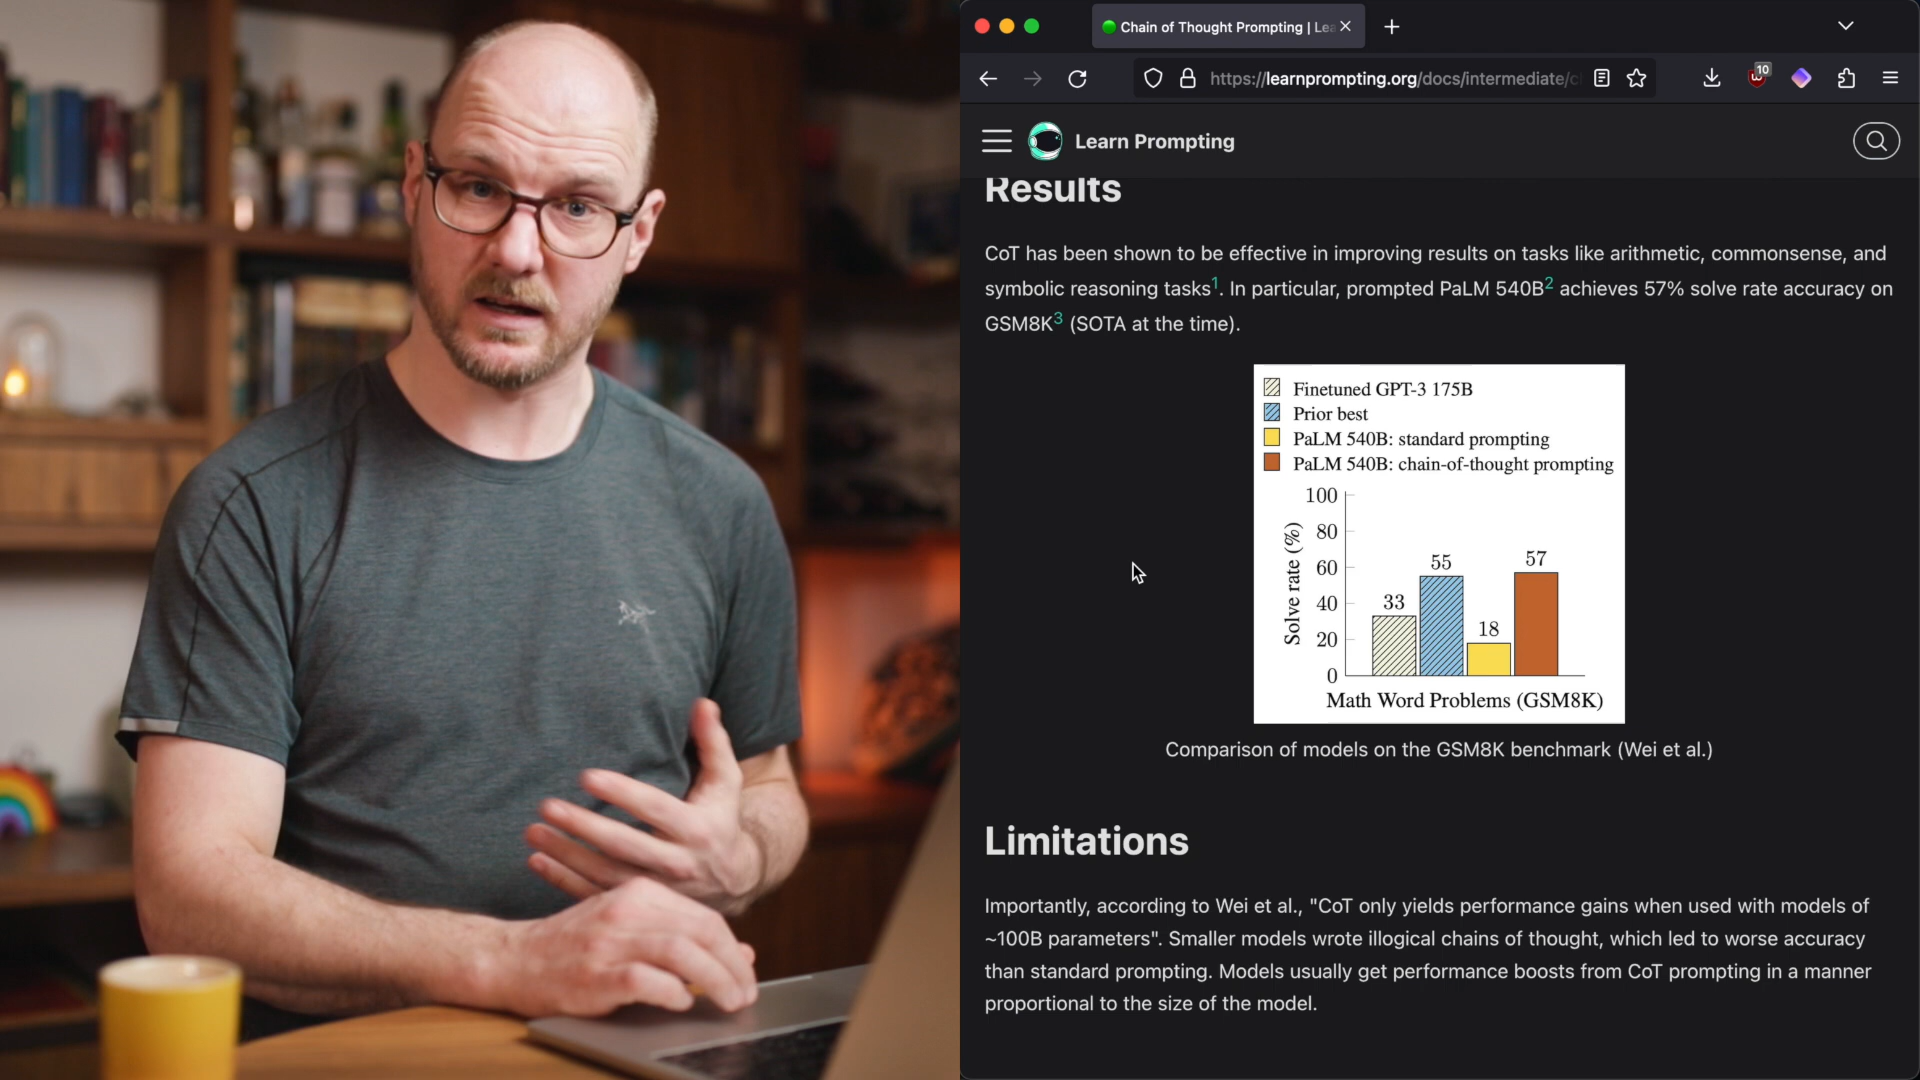 Chain of Thought Prompting | Lea
10
https://learnprompting.org/docs/intermediate/c
Learn Prompting
Results
CoT has been shown to be effective in improving results on tasks like arithmetic, commonsense, and
symbolic reasoning tasks1. In particular, prompted PaLM 540B2 achieves 57% solve rate accuracy on
GSM8K3 (SOTA at the time).
Finetuned GPT-3 175B
Prior best
PaLM 540B: standard prompting
PaLM 540B: chain-of-thought prompting
100
80
60
40
20
0
Solve rate (%)
33
55
18
57
Math Word Problems (GSM8K)
Comparison of models on the GSM8K benchmark (Wei et al.)
Limitations
Importantly, according to Wei et al., "CoT only yields performance gains when used with models of
~100B parameters". Smaller models wrote illogical chains of thought, which led to worse accuracy
than standard prompting. Models usually get performance boosts from CoT prompting in a manner
proportional to the size of the model.